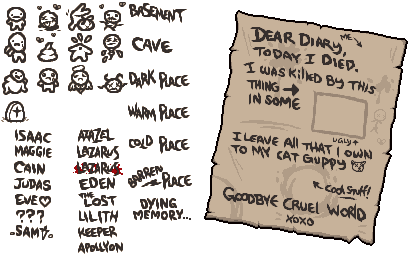 BASEMENT
CAVE
DARK PLACE
WARM PLACE
COLD PLACE
BARREN PLACE
DYING
MEMORY...
ISAAC
MAGGIE
CAIN
JUDAS
EVE♡
???
SAM
AZAZEL
LAZARUS
LAZARUS
EDEN
THE
LOST
LILITH
KEEPER
APOLLYON
DEAR DIARY,
ME
TODAY I DIED.
I WAS KILLED BY THIS
THING →
IN SOME
UGLY↑
I LEAVE ALL THAT I OWN
TO MY CAT GUPPY
COOL STUFF!
GOODBYE CRUEL WORLD
XOXO